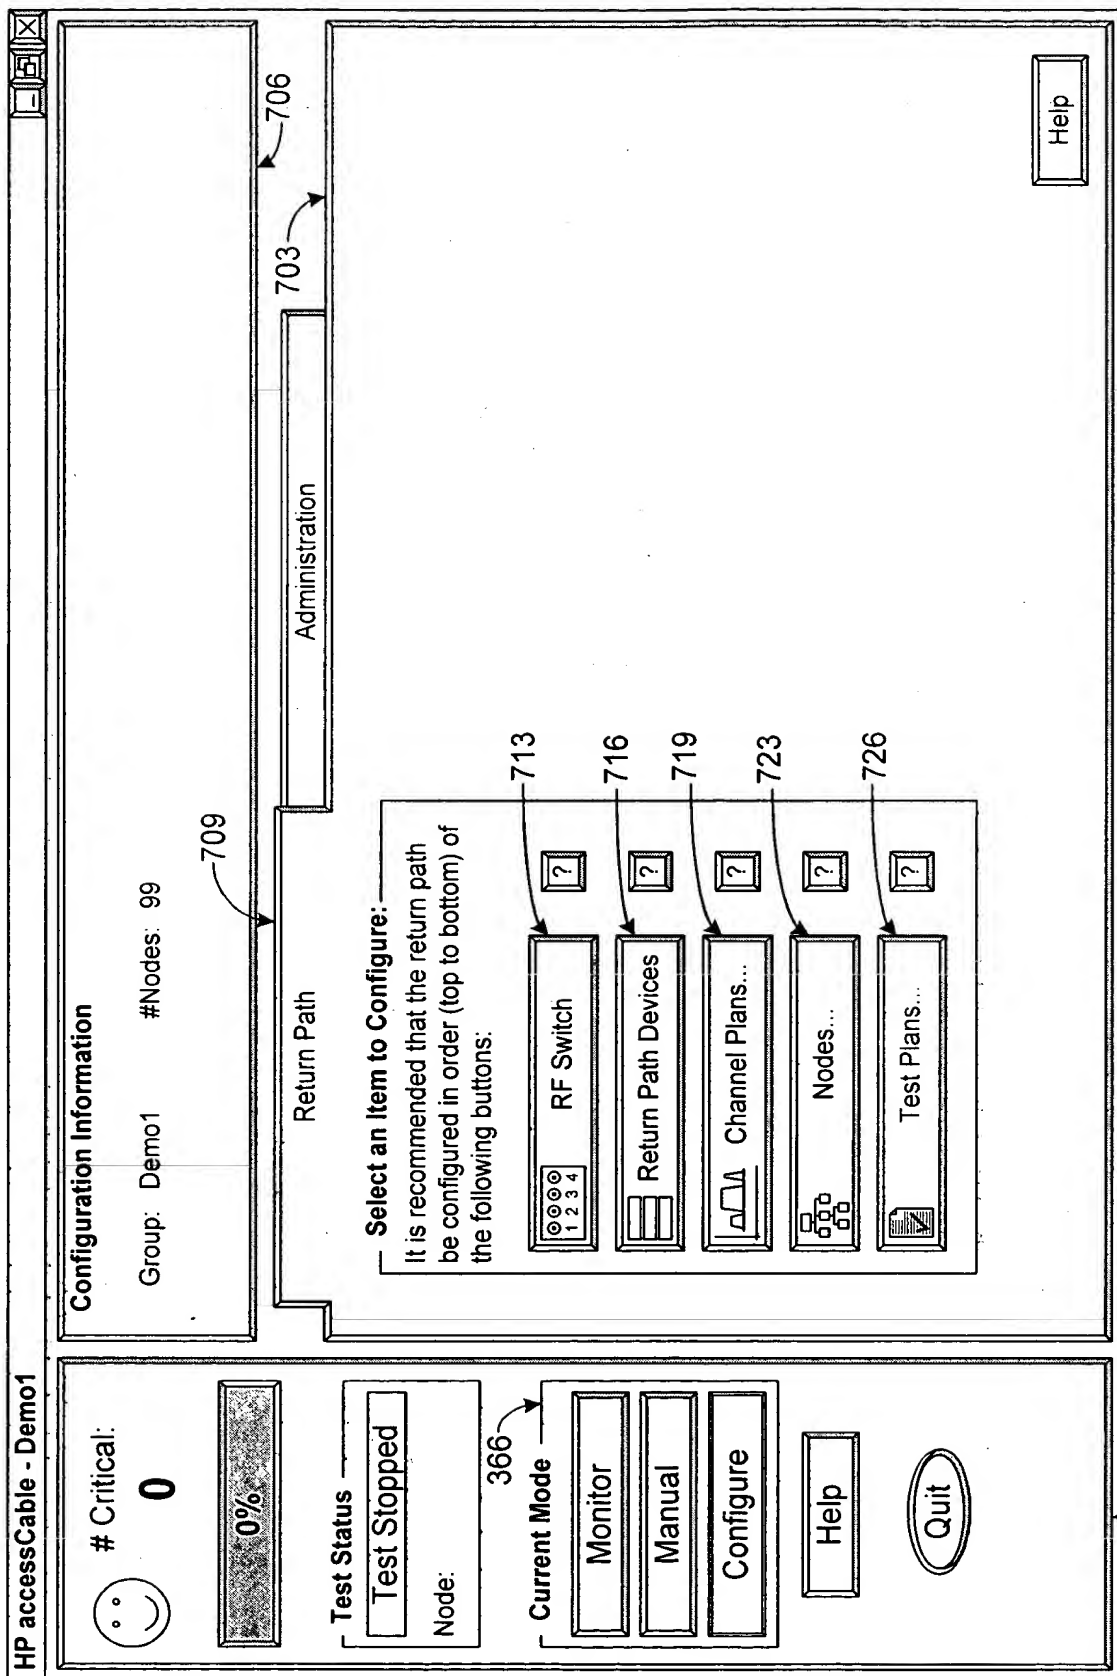 HP accessCable - Demo1
# Critical:
0
0%
Test Status
Test Stopped
Node:
366
Current Mode
Monitor
Manual
Configure
Help
Quit
Configuration Information
Group: Demo1 #Nodes: 99
706
709
703
Return Path
Administration
Select an Item to Configure:
It is recommended that the return path
be configured in order (top to bottom) of
the following buttons:
1 2 3 4
RF Switch
?
713
Return Path Devices
?
716
Channel Plans...
?
719
Nodes...
?
723
Test Plans...
?
726
Help